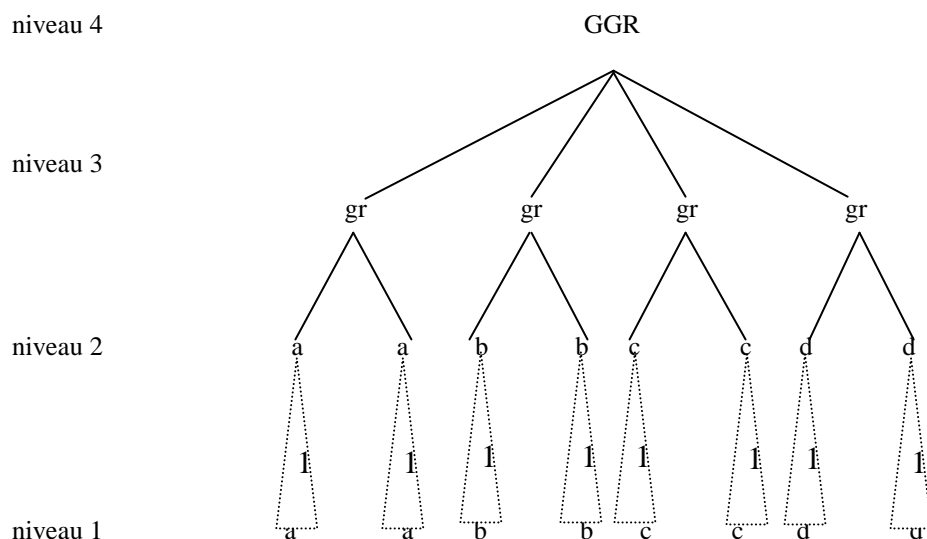 niveau 4 GGR
niveau 3
gr gr gr gr
niveau 2 a a b b c c d d
1 1 1 1 1 1 1 1
niveau 1 a a b b c c d d